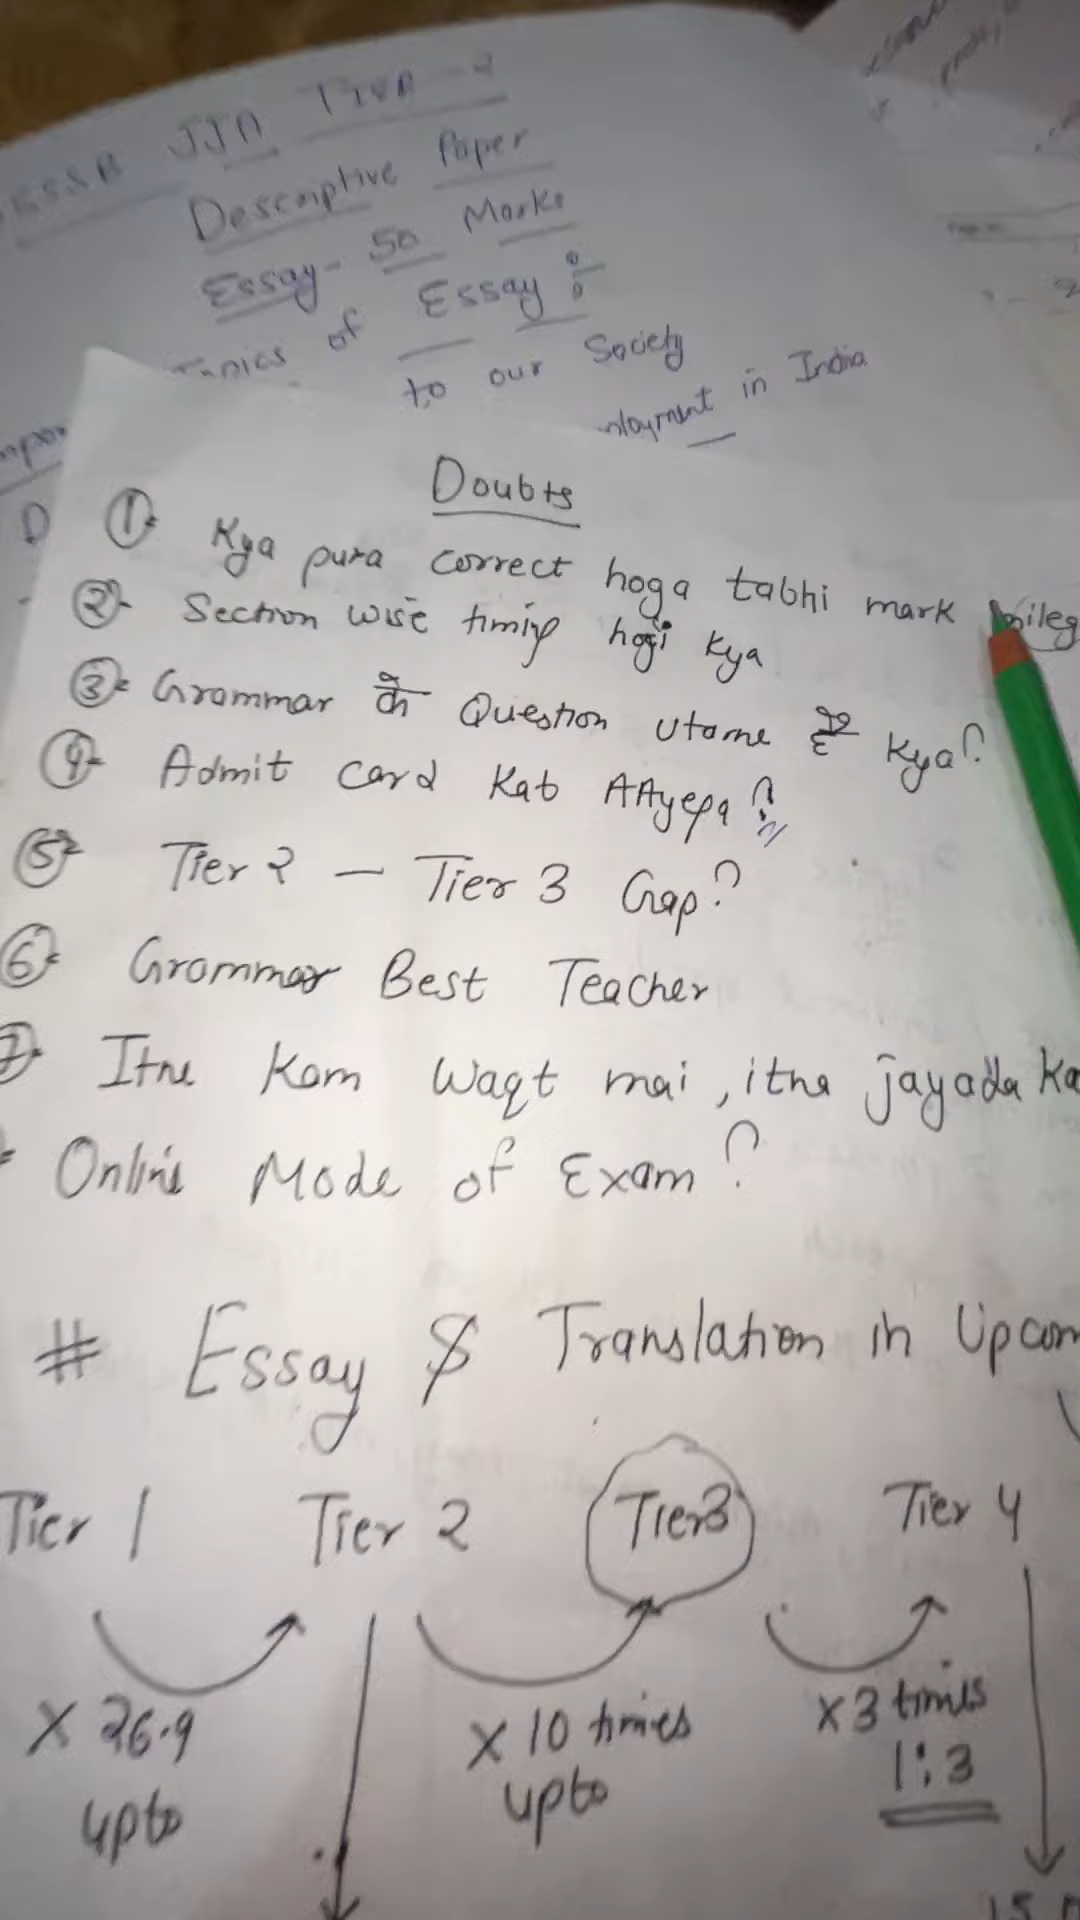 JJA Tier-2
Descriptive Paper
Essay- 50 Marks
of Essay :-
to our Society
in India
Doubts
① Kya pura correct hoga tabhi mark
② Section wise timing hogi Kya
③ Grammar के Question utarne है Kya?
④ Admit card Kab AAyega?
⑤ Tier 2 — Tier 3 Gap?
⑥ Grammar Best Teacher
⑦ Itne Kam Waqt mai, itna jayada
Online Mode of Exam?
# Essay & Translation in
Tier 1 Tier 2 Tier3 Tier 4
X 26.9 X 10 times X3 times
upto upto 1:3